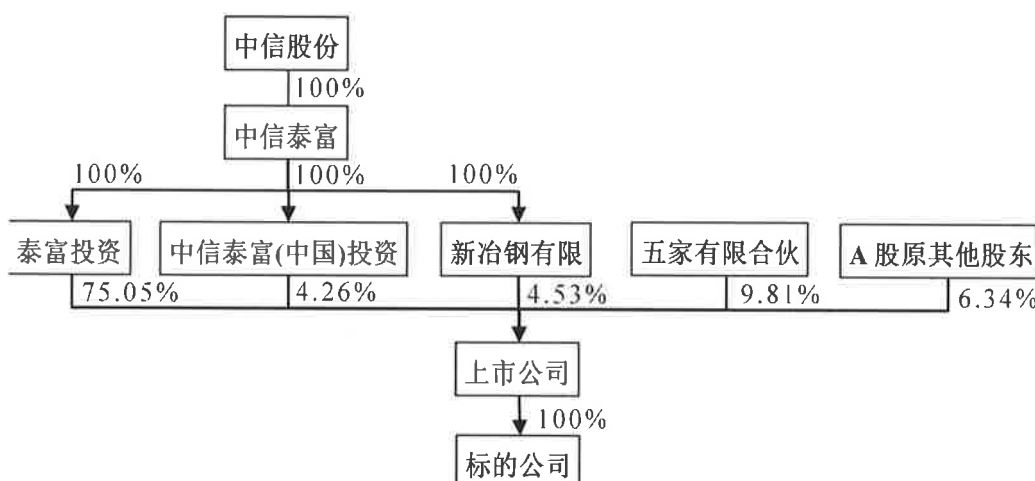 中信股份
100%
中信泰富
100% 100% 100%
泰富投资 中信泰富(中国)投资 新冶钢有限 五家有限合伙 A 股原其他股东
75.05% 4.26% 4.53% 9.81% 6.34%
上市公司
100%
标的公司